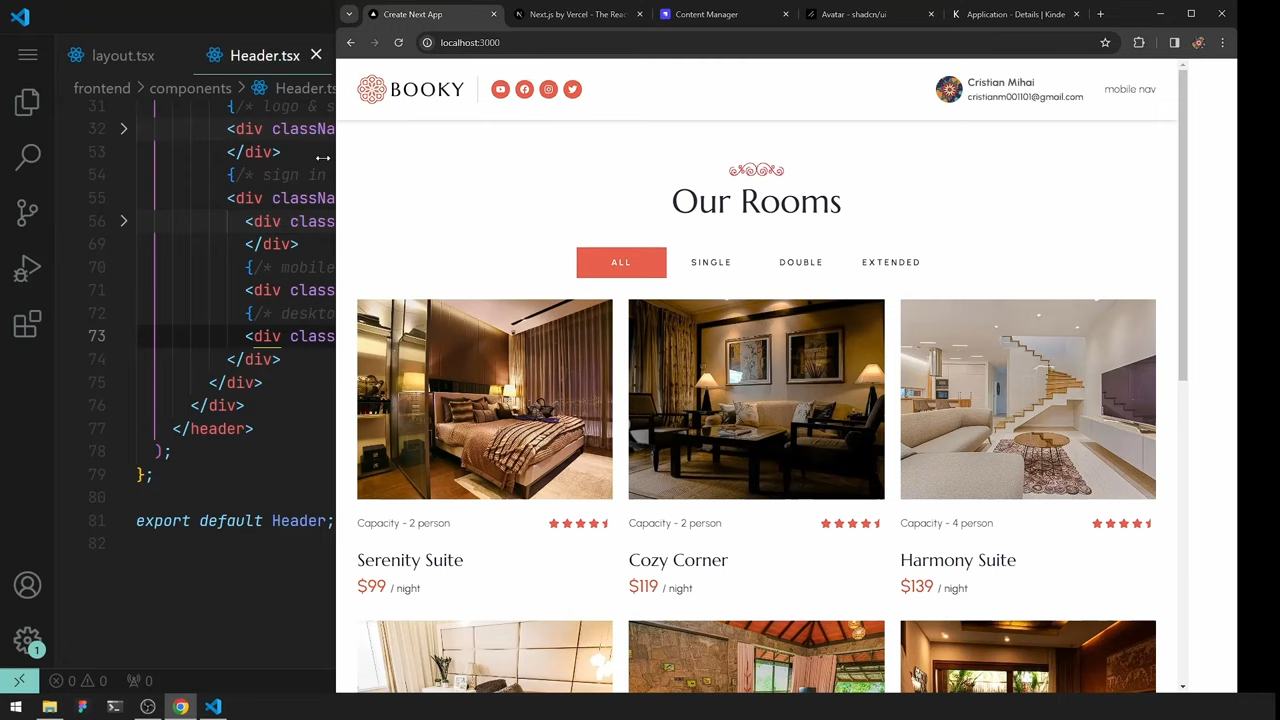 Create Next App
Next.js by Vercel - The Reac
Content Manager
Avatar - shadcn/ui
Application - Details | Kinde
localhost:3000
layout.tsx
Header.tsx
frontend > components > Header.ts
31 {/* logo & s
32 <div classNa
53 </div>
54 {/* sign in
55 <div classNa
56 <div class
69 </div>
70 {/* mobile
71 <div class
72 {/* deskto
73 <div class
74 </div>
75 </div>
76 </div>
77 </header>
78 );
79 };
80
81 export default Header;
82
0 0 0
1
BOOKY
Cristian Mihai
cristianm001101@gmail.com
mobile nav
Our Rooms
ALL SINGLE DOUBLE EXTENDED
Capacity - 2 person
Serenity Suite
$99 / night
Capacity - 2 person
Cozy Corner
$119 / night
Capacity - 4 person
Harmony Suite
$139 / night